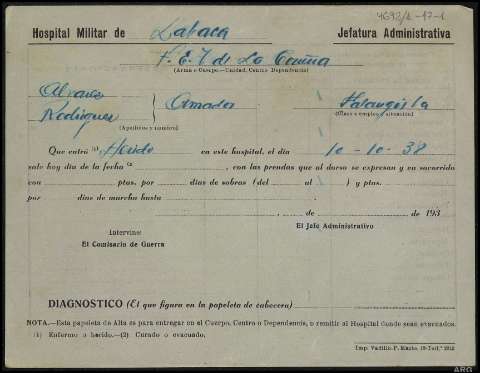 4693/2-17-1
Hospital Militar de Labaca Jefatura Administrativa
F. E. T de La Coruña
(Arma o Cuerpo.—Unidad, Centro Dependencia)
Alvarez
Rodriguez } Amador Falangista
(Apellidos y nombre) (Clase o empleo y situación)
Que entró (1) Herido en este hospital, el día 10-10-38
sale hoy día de la fecha (2) , con las prendas que al dorso se expresan y va socorrido
con ptas. por días de sobras (del al ) y ptas.
por días de marcha hasta
, de de 193
El Jefe Administrativo
Intervine:
El Comisario de Guerra
DIAGNOSTICO (El que figura en la papeleta de cabecera)
NOTA.—Esta papeleta de Alta es para entregar en el Cuerpo, Centro o Dependencia, o remitir al Hospital donde sean evacuados.
(1) Enfermo o herido.—(2) Curado o evacuado.
Imp. Vadillo.
ARG